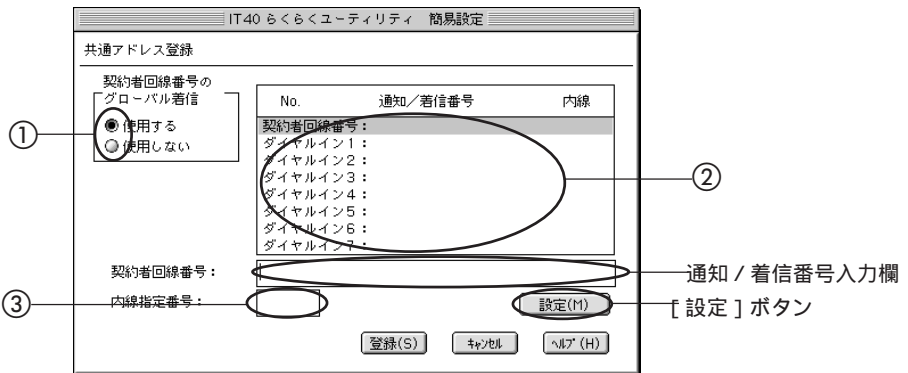 IT40 らくらくユーティリティ 簡易設定
共通アドレス登録
契約者回線番号の
グローバル着信
使用する
使用しない
①
No. 通知／着信番号 内線
契約者回線番号：
ダイヤルイン1：
ダイヤルイン2：
ダイヤルイン3：
ダイヤルイン4：
ダイヤルイン5：
ダイヤルイン6：
ダイヤルイン7：
②
契約者回線番号：
通知 / 着信番号入力欄
③
内線指定番号：
設定(M)
[ 設定 ] ボタン
登録(S) ｷｬﾝｾﾙ ﾍﾙﾌﾟ(H)